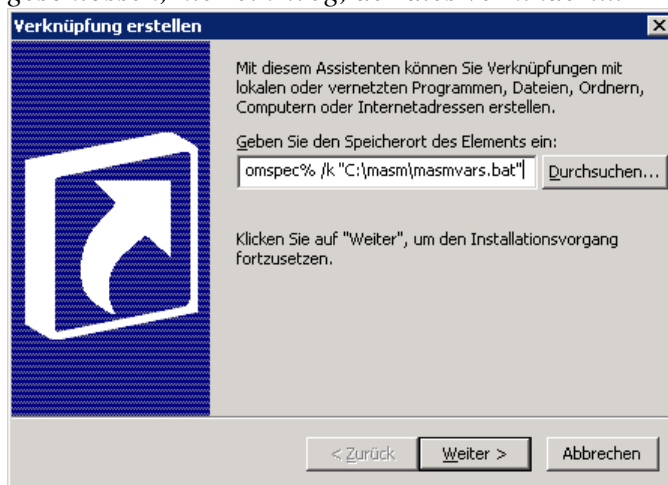 Verknüpfung erstellen
Mit diesem Assistenten können Sie Verknüpfungen mit
lokalen oder vernetzten Programmen, Dateien, Ordnern,
Computern oder Internetadressen erstellen.
Geben Sie den Speicherort des Elements ein:
omspec% /k "C:\masm\masmvars.bat"
Durchsuchen...
Klicken Sie auf "Weiter", um den Installationsvorgang
fortzusetzen.
< Zurück
Weiter >
Abbrechen